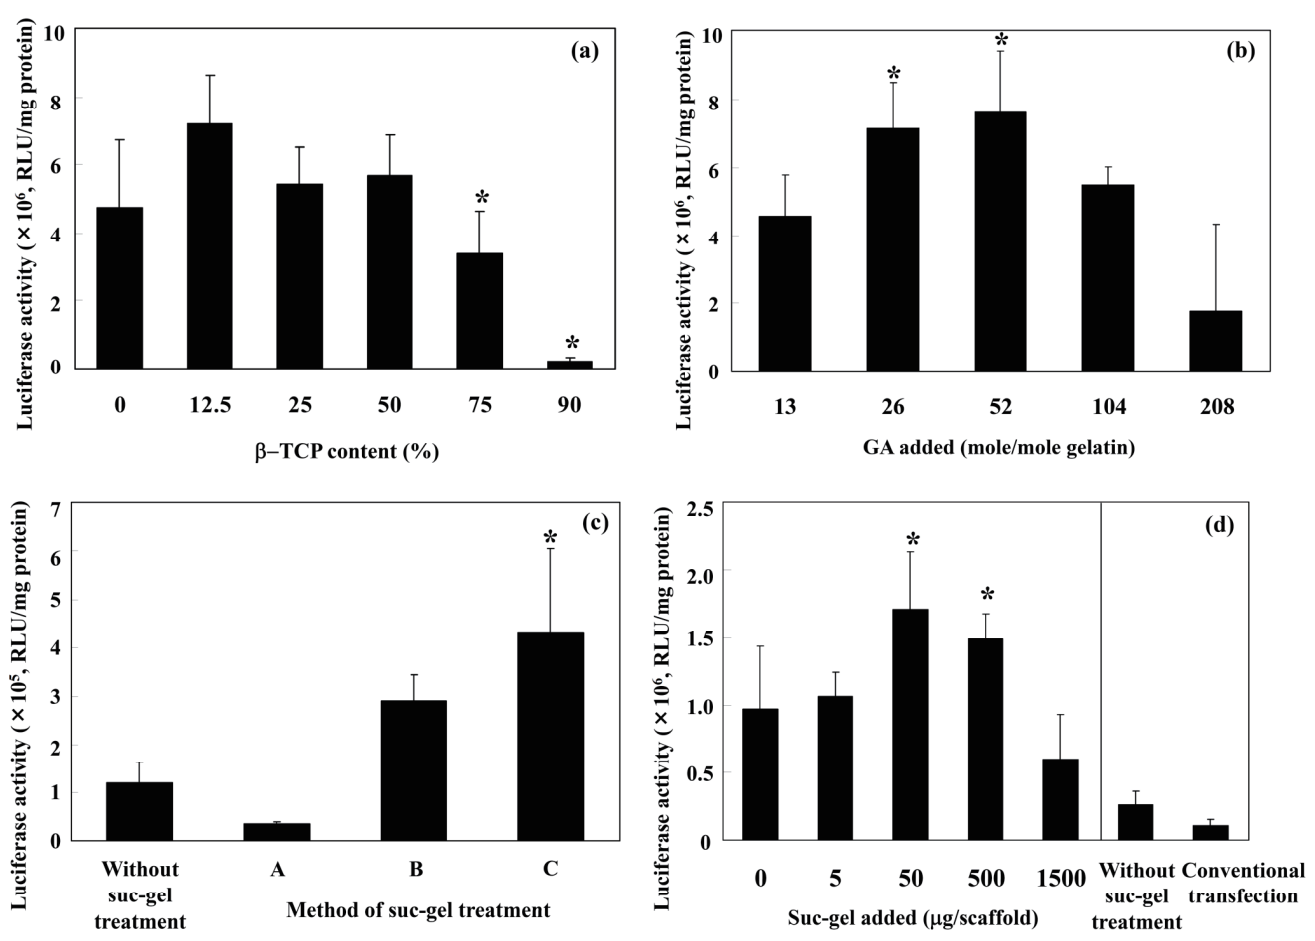 (a)
Luciferase activity (×10⁶, RLU/mg protein)
10
8
6
4
2
0
*
*
0 12.5 25 50 75 90
β–TCP content (%)
(b)
Luciferase activity (×10⁶, RLU/mg protein)
10
8
6
4
2
0
*
*
13 26 52 104 208
GA added (mole/mole gelatin)
(c)
Luciferase activity (×10⁵, RLU/mg protein)
7
6
5
4
3
2
1
0
*
Without
suc-gel
treatment
A B C
Method of suc-gel treatment
(d)
Luciferase activity (×10⁶, RLU/mg protein)
2.5
2.0
1.5
1.0
0.5
0
*
*
0 5 50 500 1500
Suc-gel added (μg/scaffold)
Without
suc-gel
treatment
Conventional
transfection